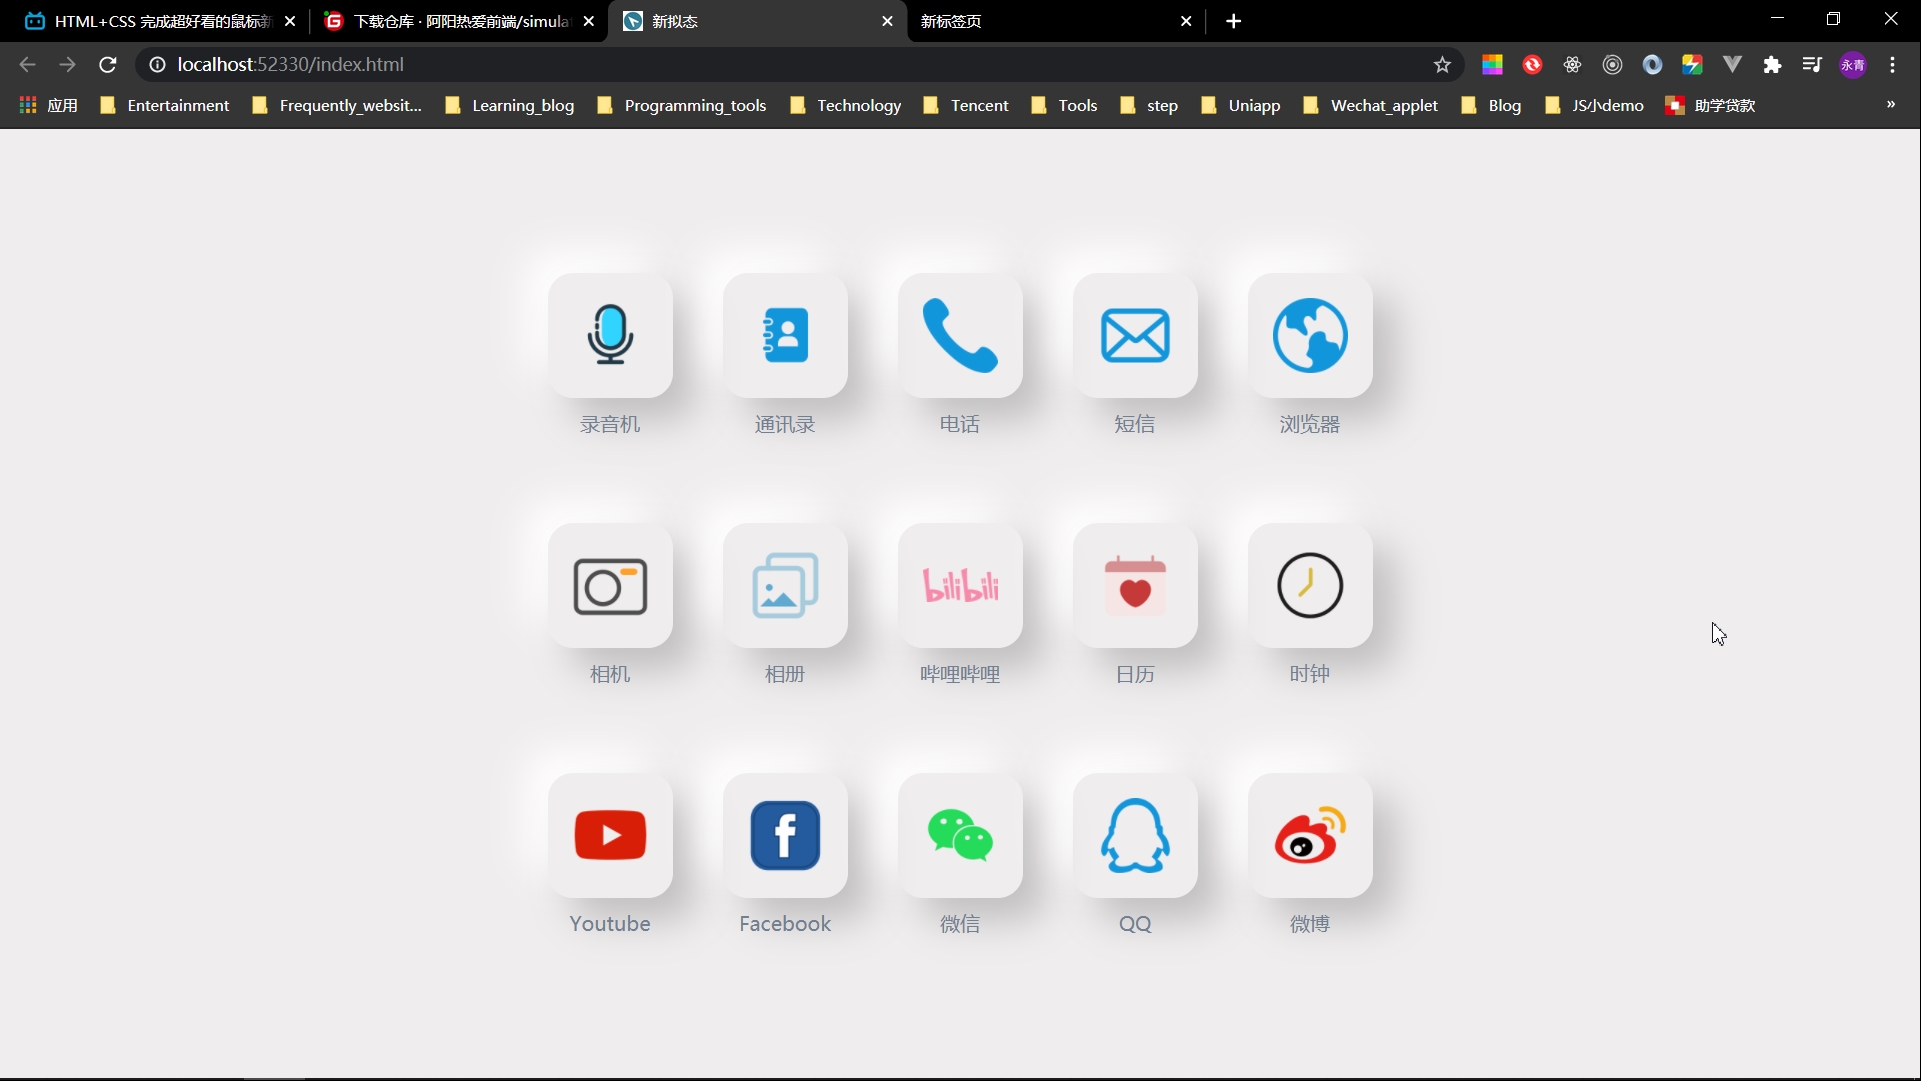 HTML+CSS 完成超好看的鼠标新
下载仓库 · 阿阳热爱前端/simula
新拟态
新标签页
localhost:52330/index.html
永青
应用
Entertainment
Frequently_websit...
Learning_blog
Programming_tools
Technology
Tencent
Tools
step
Uniapp
Wechat_applet
Blog
JS小demo
助学贷款
»
录音机
通讯录
电话
短信
浏览器
bilibili
相机
相册
哔哩哔哩
日历
时钟
Youtube
Facebook
微信
QQ
微博